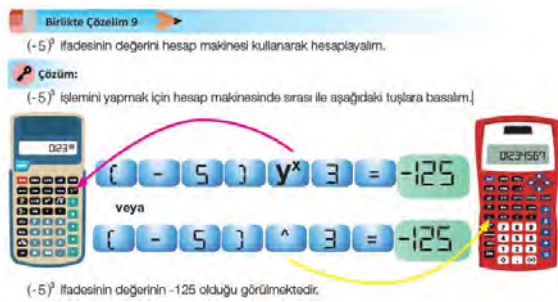 Birlikte Çözelim 9
(-5)³ ifadesinin değerini hesap makinesi kullanarak hesaplayalım.
Çözüm:
(-5)³ işlemini yapmak için hesap makinesinde sırası ile aşağıdaki tuşlara basalım.
( - 5 ) yˣ 3 = -125
veya
( - 5 ) ^ 3 = -125
01234567
(-5)³ ifadesinin değerinin -125 olduğu görülmektedir.